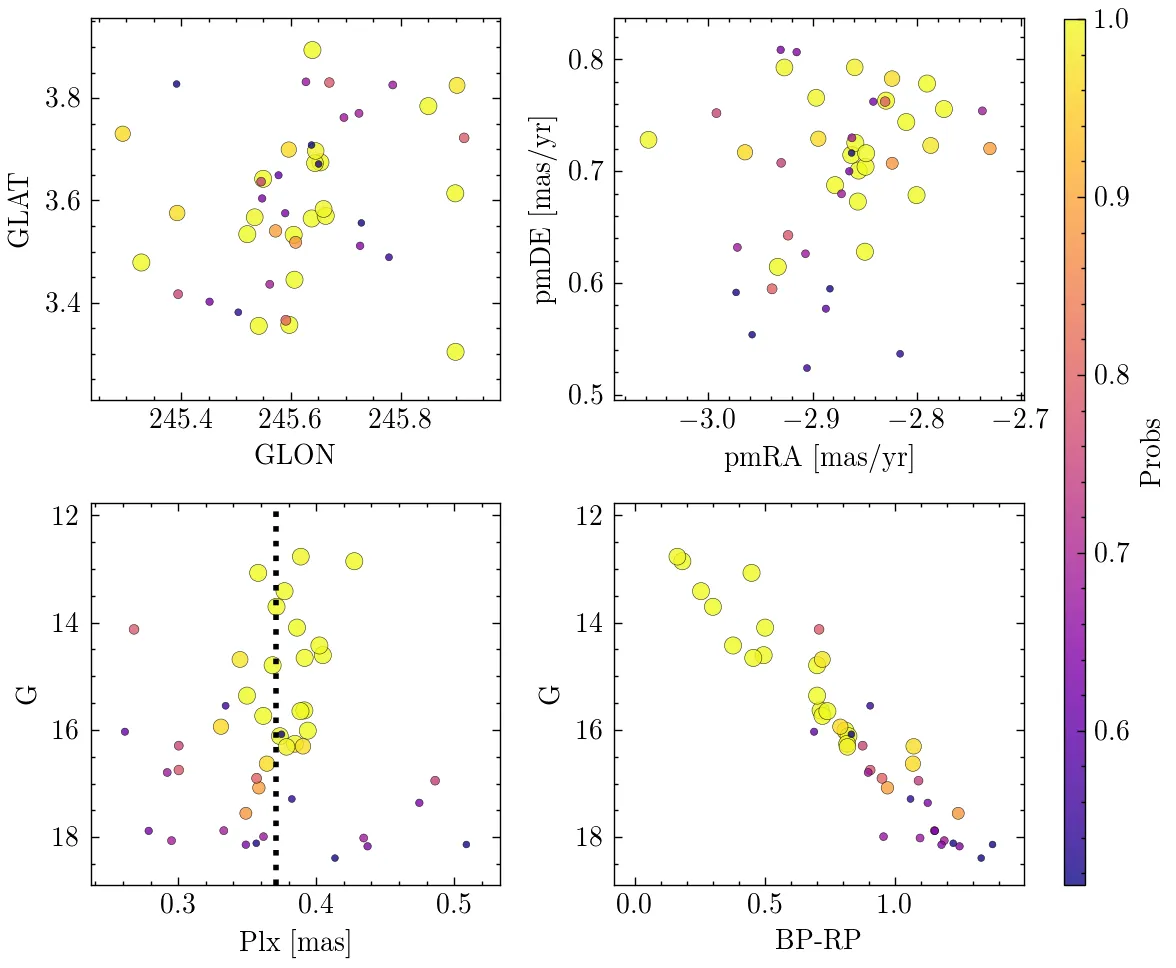 3.8
3.6
3.4
GLAT
245.4 245.6 245.8
GLON
0.8
0.7
0.6
0.5
pmDE [mas/yr]
−3.0 −2.9 −2.8 −2.7
pmRA [mas/yr]
12
14
16
18
G
0.3 0.4 0.5
Plx [mas]
12
14
16
18
G
0.0 0.5 1.0
BP-RP
1.0
0.9
0.8
0.7
0.6
Probs